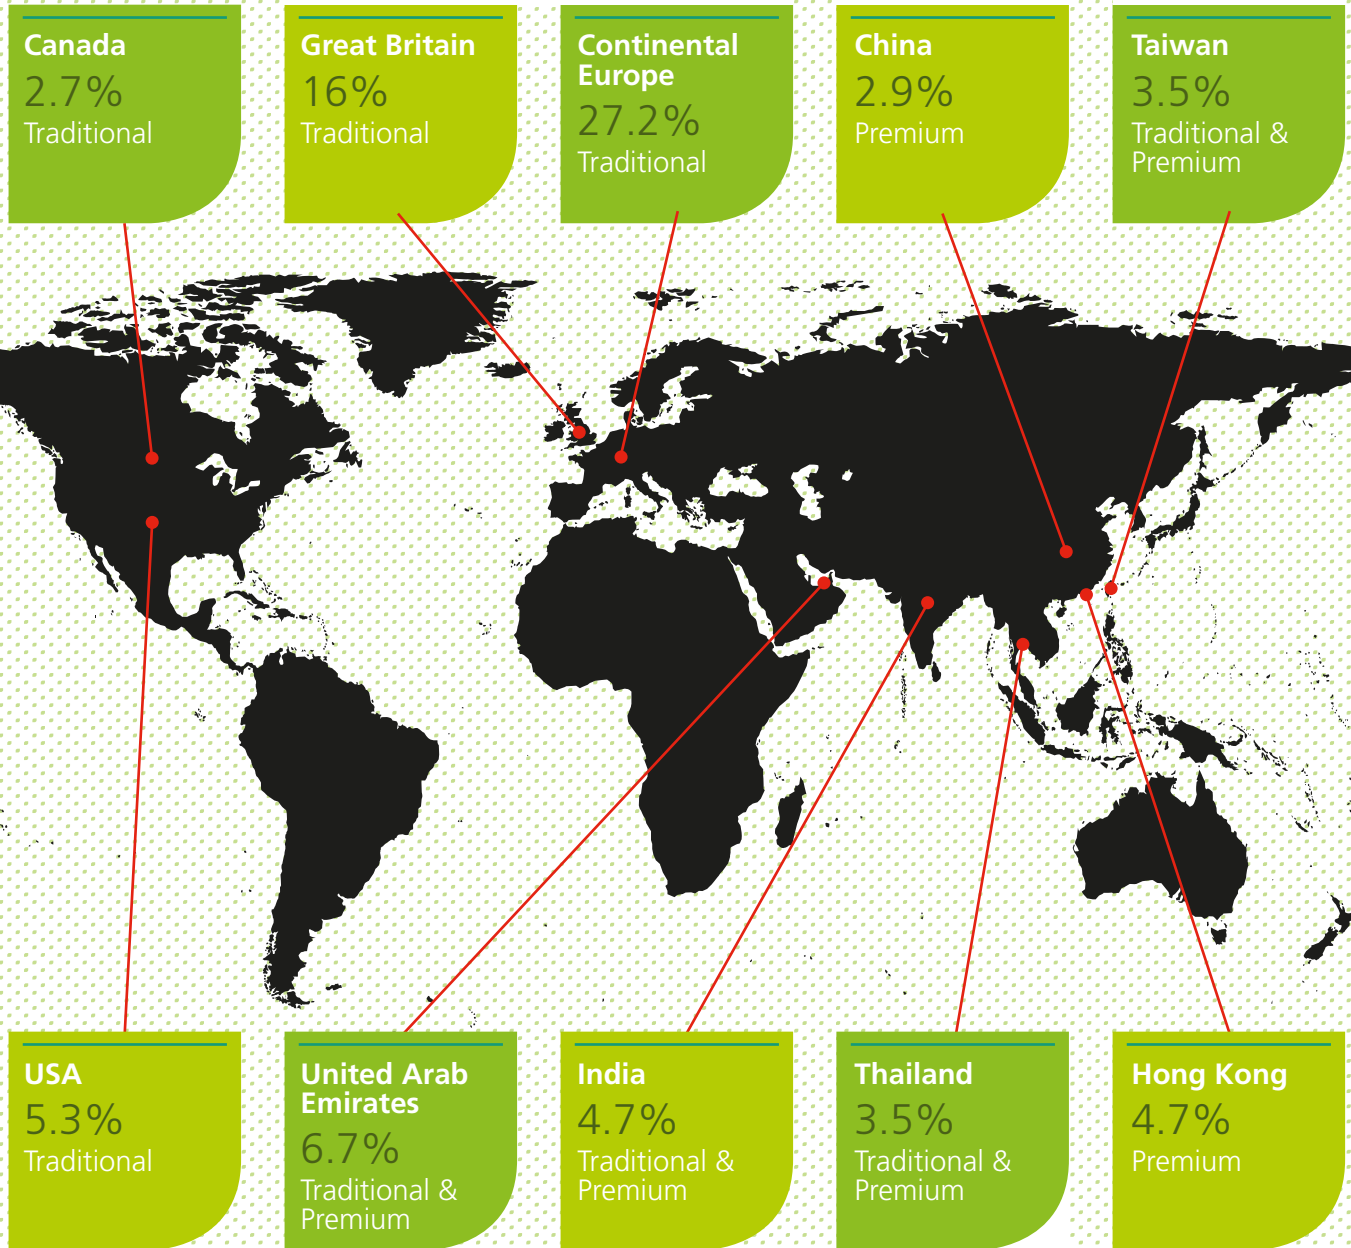 Canada
2.7%
Traditional
Great Britain
16%
Traditional
Continental
Europe
27.2%
Traditional
China
2.9%
Premium
Taiwan
3.5%
Traditional &
Premium
USA
5.3%
Traditional
United Arab
Emirates
6.7%
Traditional &
Premium
India
4.7%
Traditional &
Premium
Thailand
3.5%
Traditional &
Premium
Hong Kong
4.7%
Premium